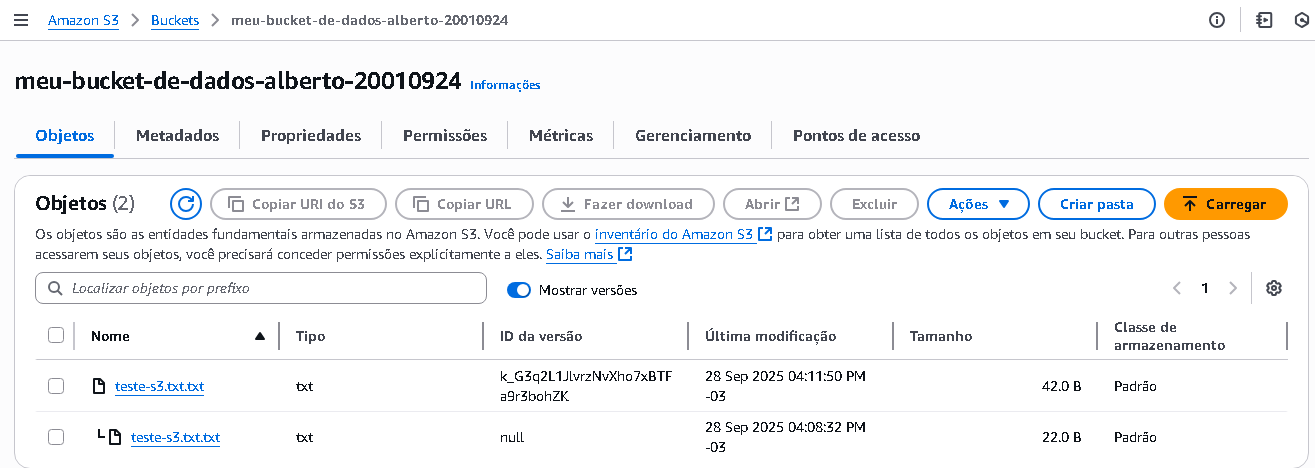 Amazon S3 > Buckets > meu-bucket-de-dados-alberto-20010924
meu-bucket-de-dados-alberto-20010924 Informações
Objetos Metadados Propriedades Permissões Métricas Gerenciamento Pontos de acesso
Objetos (2) Copiar URI do S3 Copiar URL Fazer download Abrir Excluir Ações Criar pasta Carregar
Os objetos são as entidades fundamentais armazenadas no Amazon S3. Você pode usar o inventário do Amazon S3 para obter uma lista de todos os objetos em seu bucket. Para outras pessoas
acessarem seus objetos, você precisará conceder permissões explicitamente a eles. Saiba mais
Localizar objetos por prefixo Mostrar versões 1
Nome Tipo ID da versão Última modificação Tamanho Classe de
armazenamento
teste-s3.txt.txt txt k_G3q2L1JlvrzNvXho7xBTF 28 Sep 2025 04:11:50 PM 42.0 B Padrão
a9r3bohZK -03
teste-s3.txt.txt txt null 28 Sep 2025 04:08:32 PM 22.0 B Padrão
-03